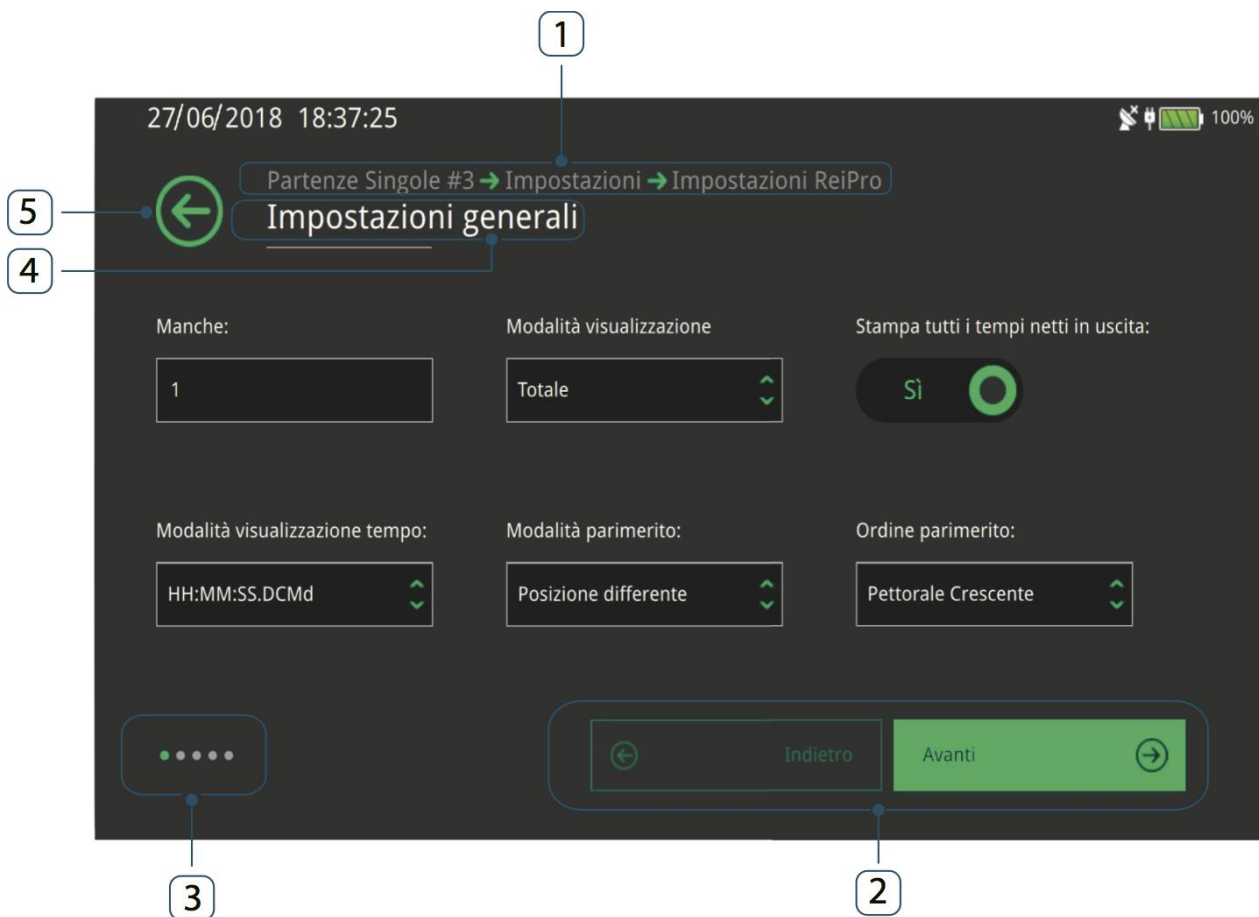 1
27/06/2018 18:37:25
100%
Partenze Singole #3 → Impostazioni → Impostazioni ReiPro
5
Impostazioni generali
4
Manche:
Modalità visualizzazione
Stampa tutti i tempi netti in uscita:
1
Totale
Sì
Modalità visualizzazione tempo:
Modalità parimerito:
Ordine parimerito:
HH:MM:SS.DCMd
Posizione differente
Pettorale Crescente
Indietro
Avanti
3
2